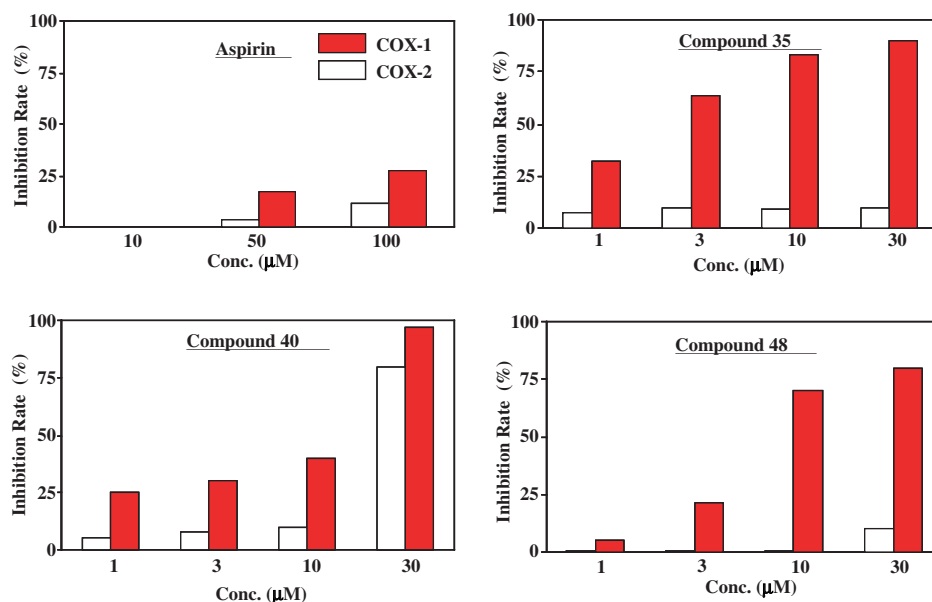 Aspirin
COX-1
COX-2
Inhibition Rate (%)
100
75
50
25
0
10 50 100
Conc. (μM)
Compound 35
Inhibition Rate (%)
100
75
50
25
0
1 3 10 30
Conc. (μM)
Compound 40
Inhibition Rate (%)
100
75
50
25
0
1 3 10 30
Conc. (μM)
Compound 48
Inhibition Rate (%)
100
75
50
25
0
1 3 10 30
Conc. (μM)